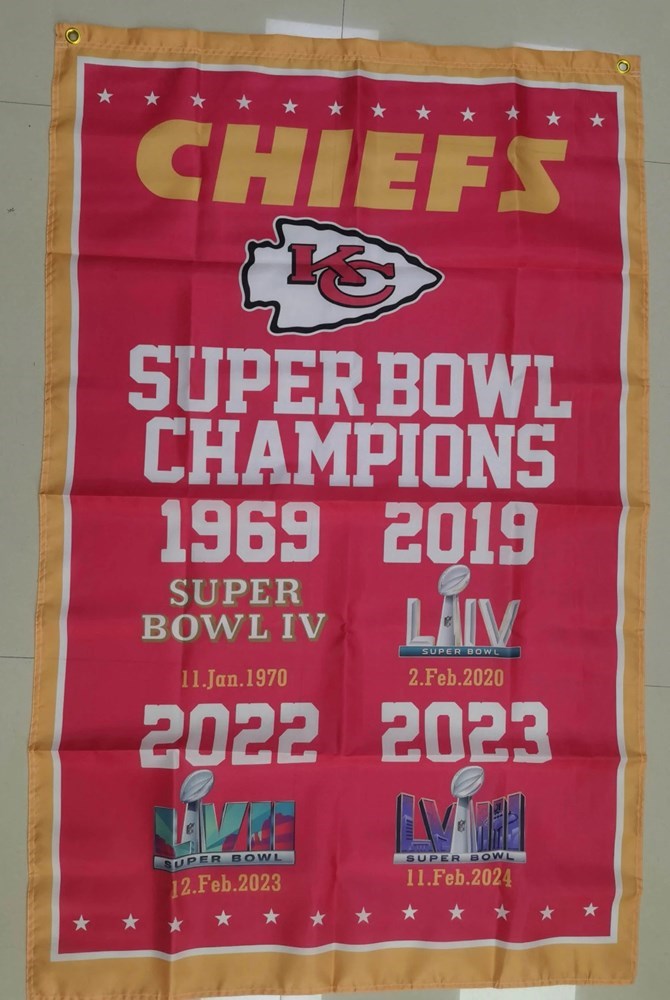 CHIEFS
KC
SUPER BOWL
CHAMPIONS
1969 2019
SUPER
BOWL IV
LIV
SUPER BOWL
11.Jan.1970 2.Feb.2020
2022 2023
LVII LVIII
SUPER BOWL SUPER BOWL
12.Feb.2023 11.Feb.2024